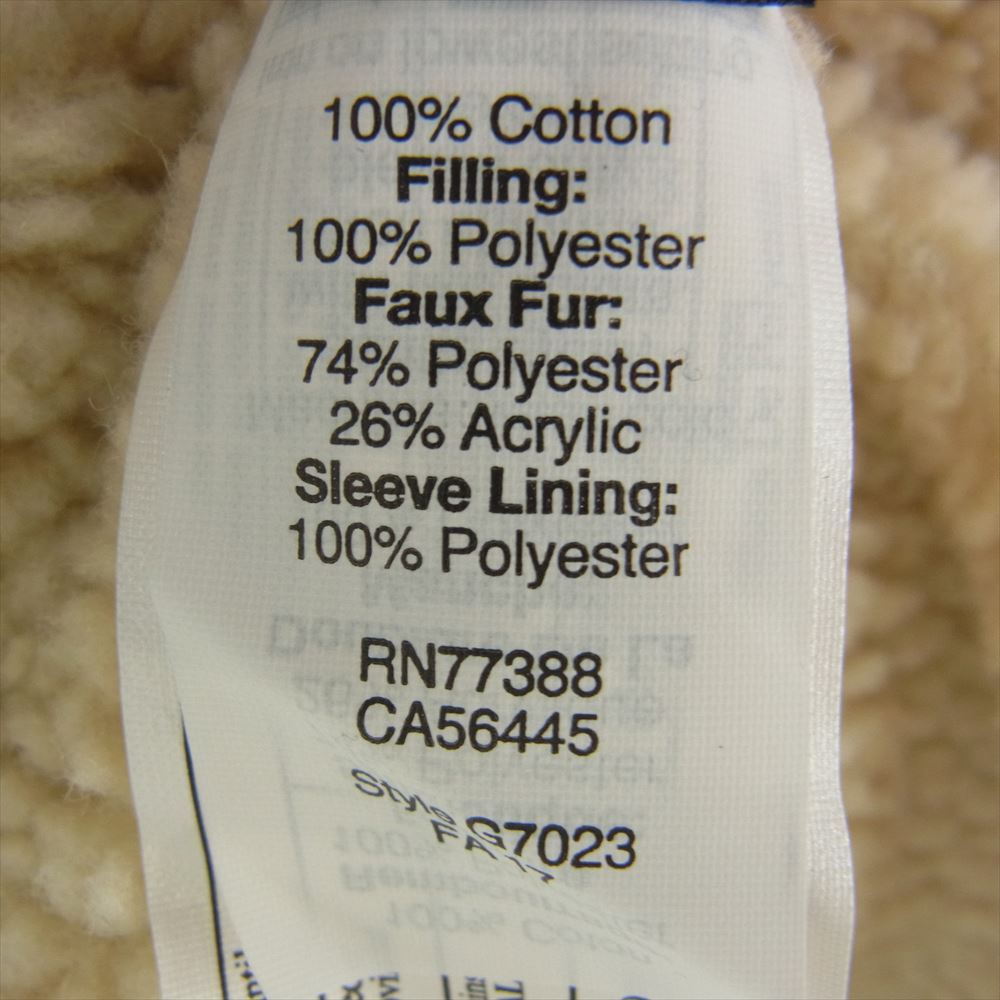 100% Cotton
Filling:
100% Polyester
Faux Fur:
74% Polyester
26% Acrylic
Sleeve Lining:
100% Polyester
RN77388
CA56445
Style G7023